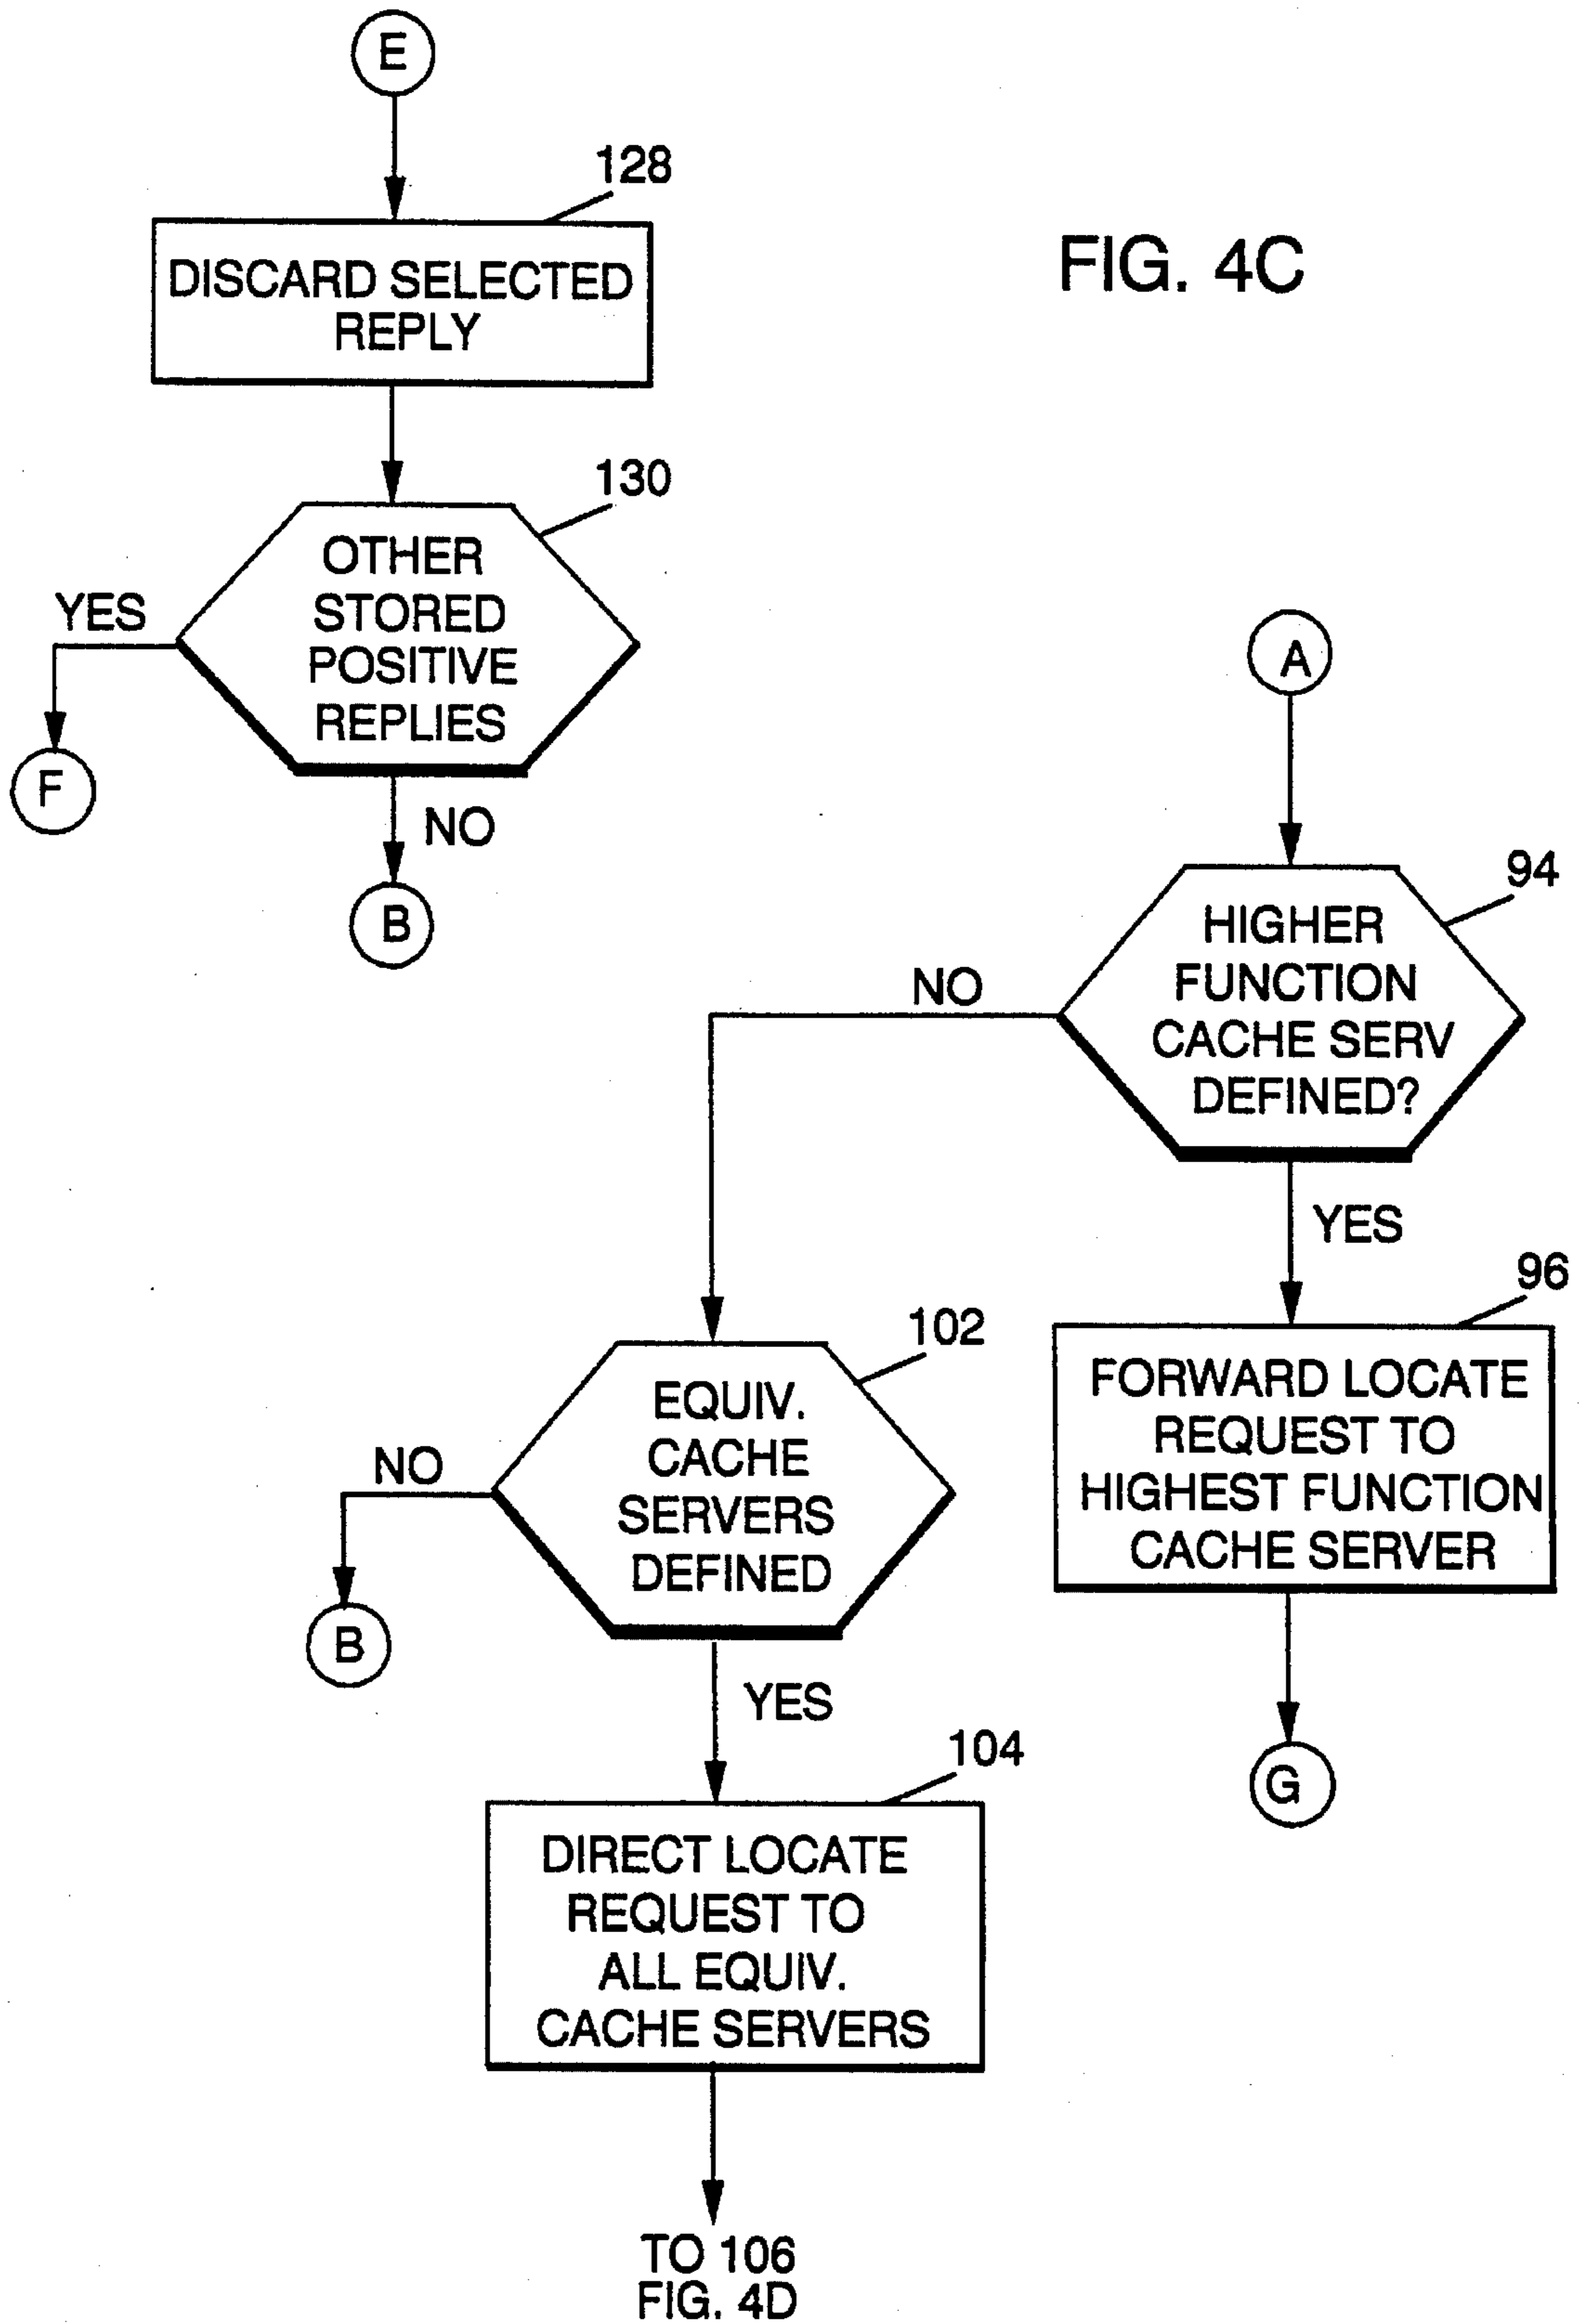 E
128
DISCARD SELECTED
REPLY
FIG. 4C
130
OTHER
STORED
POSITIVE
REPLIES
YES
F
NO
B
A
94
HIGHER
FUNCTION
CACHE SERV
DEFINED?
NO
YES
96
FORWARD LOCATE
REQUEST TO
HIGHEST FUNCTION
CACHE SERVER
G
102
EQUIV.
CACHE
SERVERS
DEFINED
NO
B
YES
104
DIRECT LOCATE
REQUEST TO
ALL EQUIV.
CACHE SERVERS
TO 106
FIG. 4D